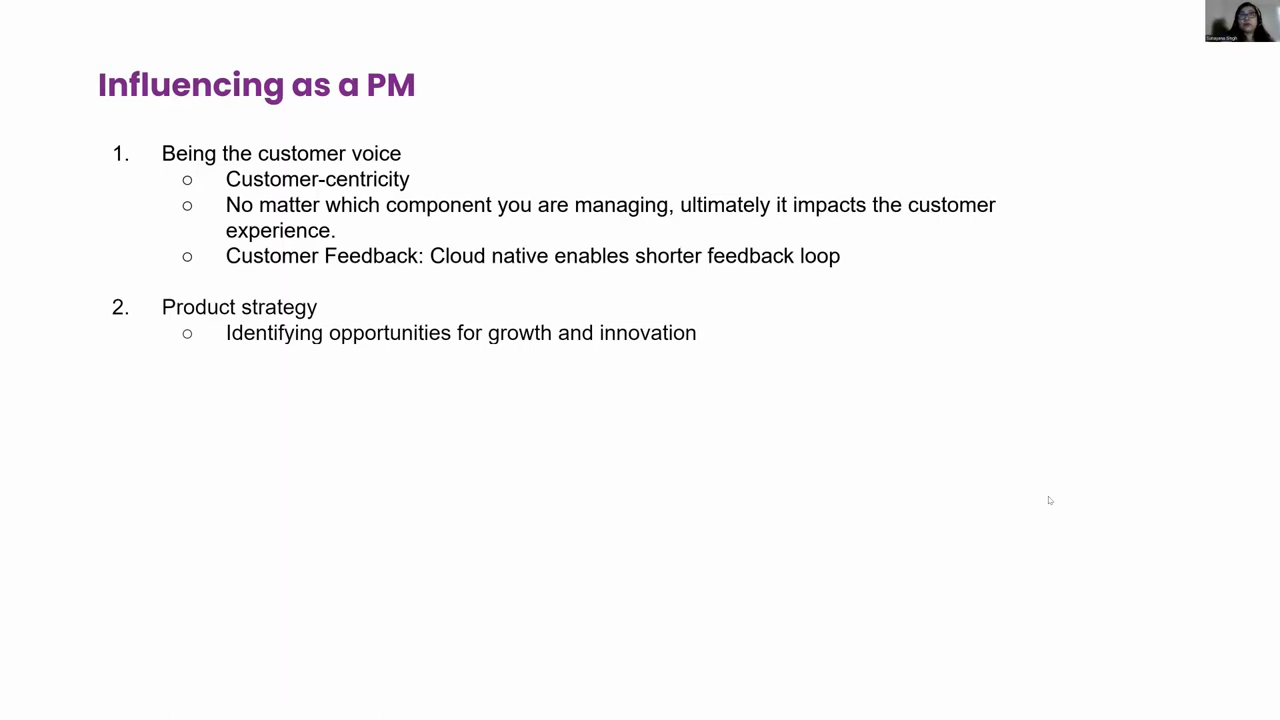 Influencing as a PM
1. Being the customer voice
○ Customer-centricity
○ No matter which component you are managing, ultimately it impacts the customer
experience.
○ Customer Feedback: Cloud native enables shorter feedback loop
2. Product strategy
○ Identifying opportunities for growth and innovation